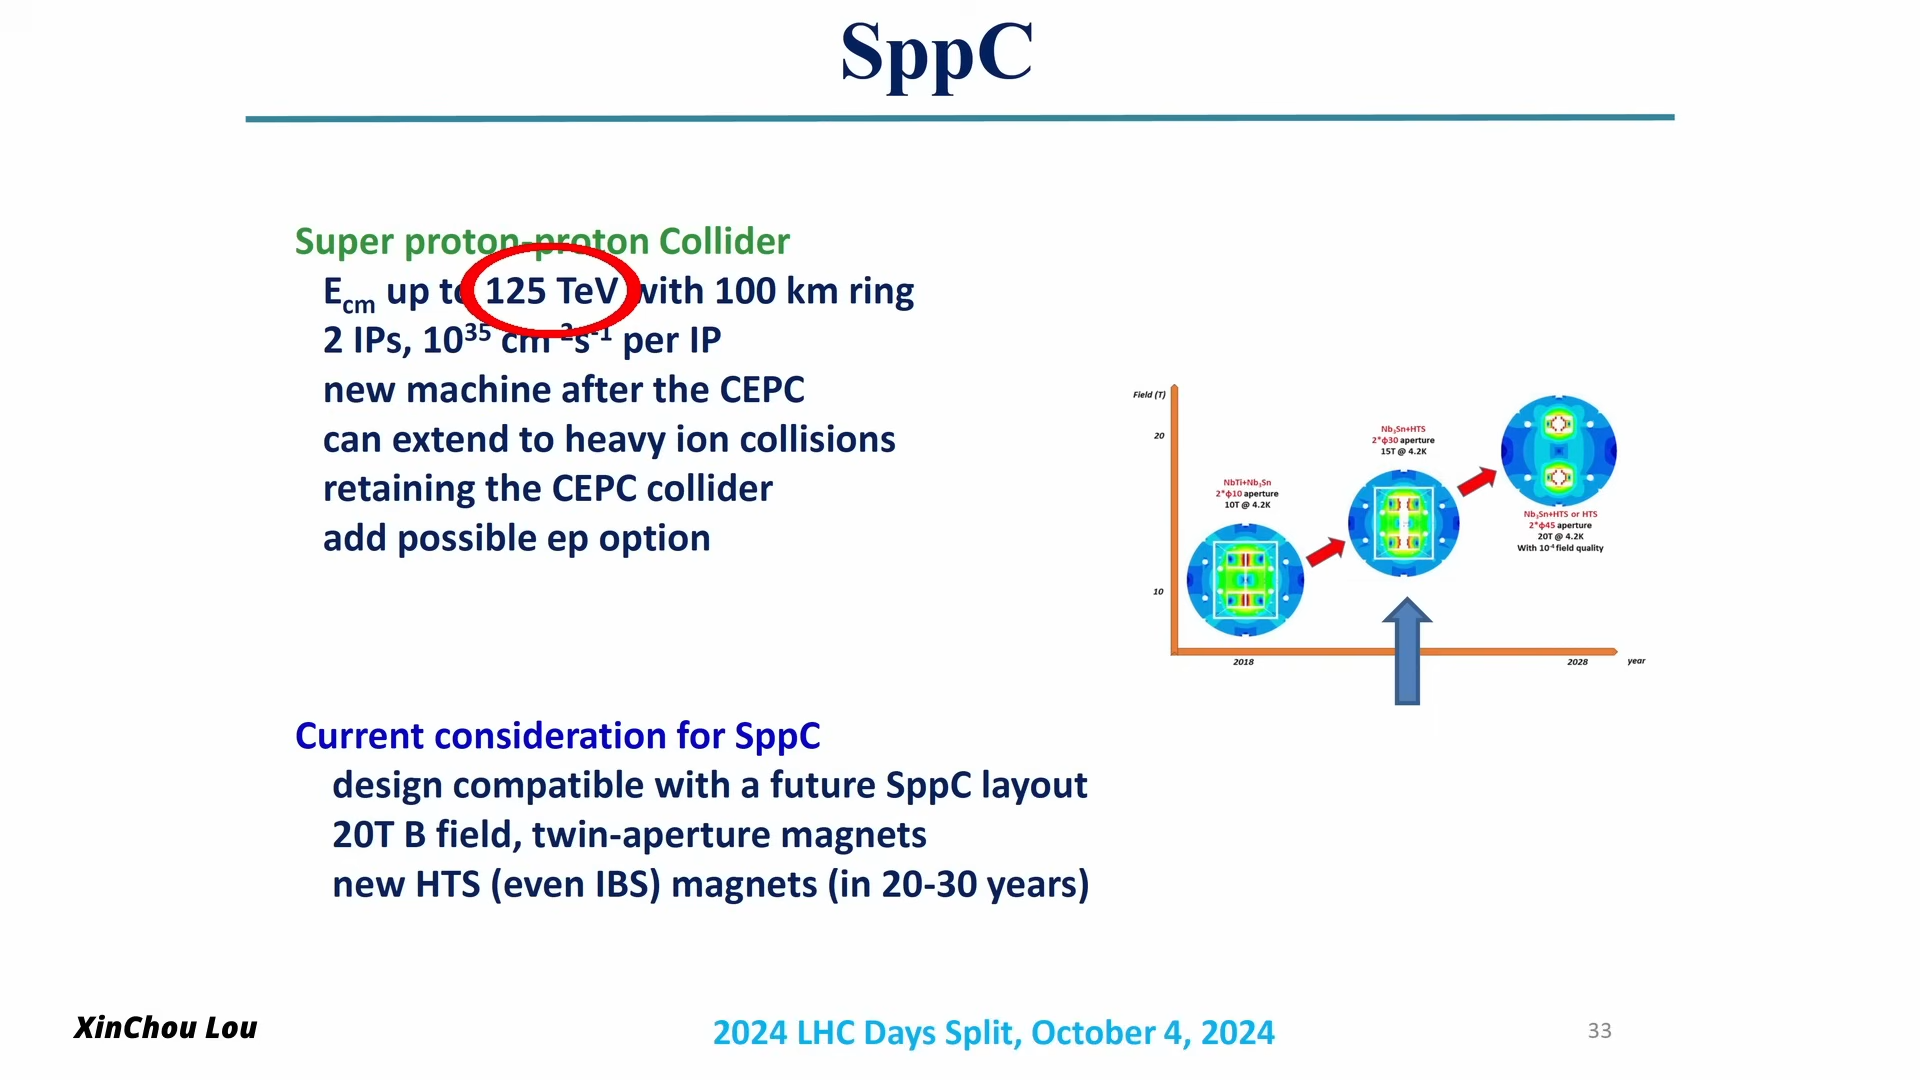 SppC
Super proton-proton Collider
E_cm up to 125 TeV with 100 km ring
2 IPs, 10³⁵ cm⁻²s⁻¹ per IP
new machine after the CEPC
can extend to heavy ion collisions
retaining the CEPC collider
add possible ep option
Field (T)
20
10
NbTi+Nb₃Sn
2*ф10 aperture
10T @ 4.2K
Nb₃Sn+HTS
2*ф30 aperture
15T @ 4.2K
Nb₃Sn+HTS or HTS
2*ф45 aperture
20T @ 4.2K
With 10⁻⁴ field quality
2018
2028
year
Current consideration for SppC
design compatible with a future SppC layout
20T B field, twin-aperture magnets
new HTS (even IBS) magnets (in 20-30 years)
XinChou Lou
2024 LHC Days Split, October 4, 2024
33